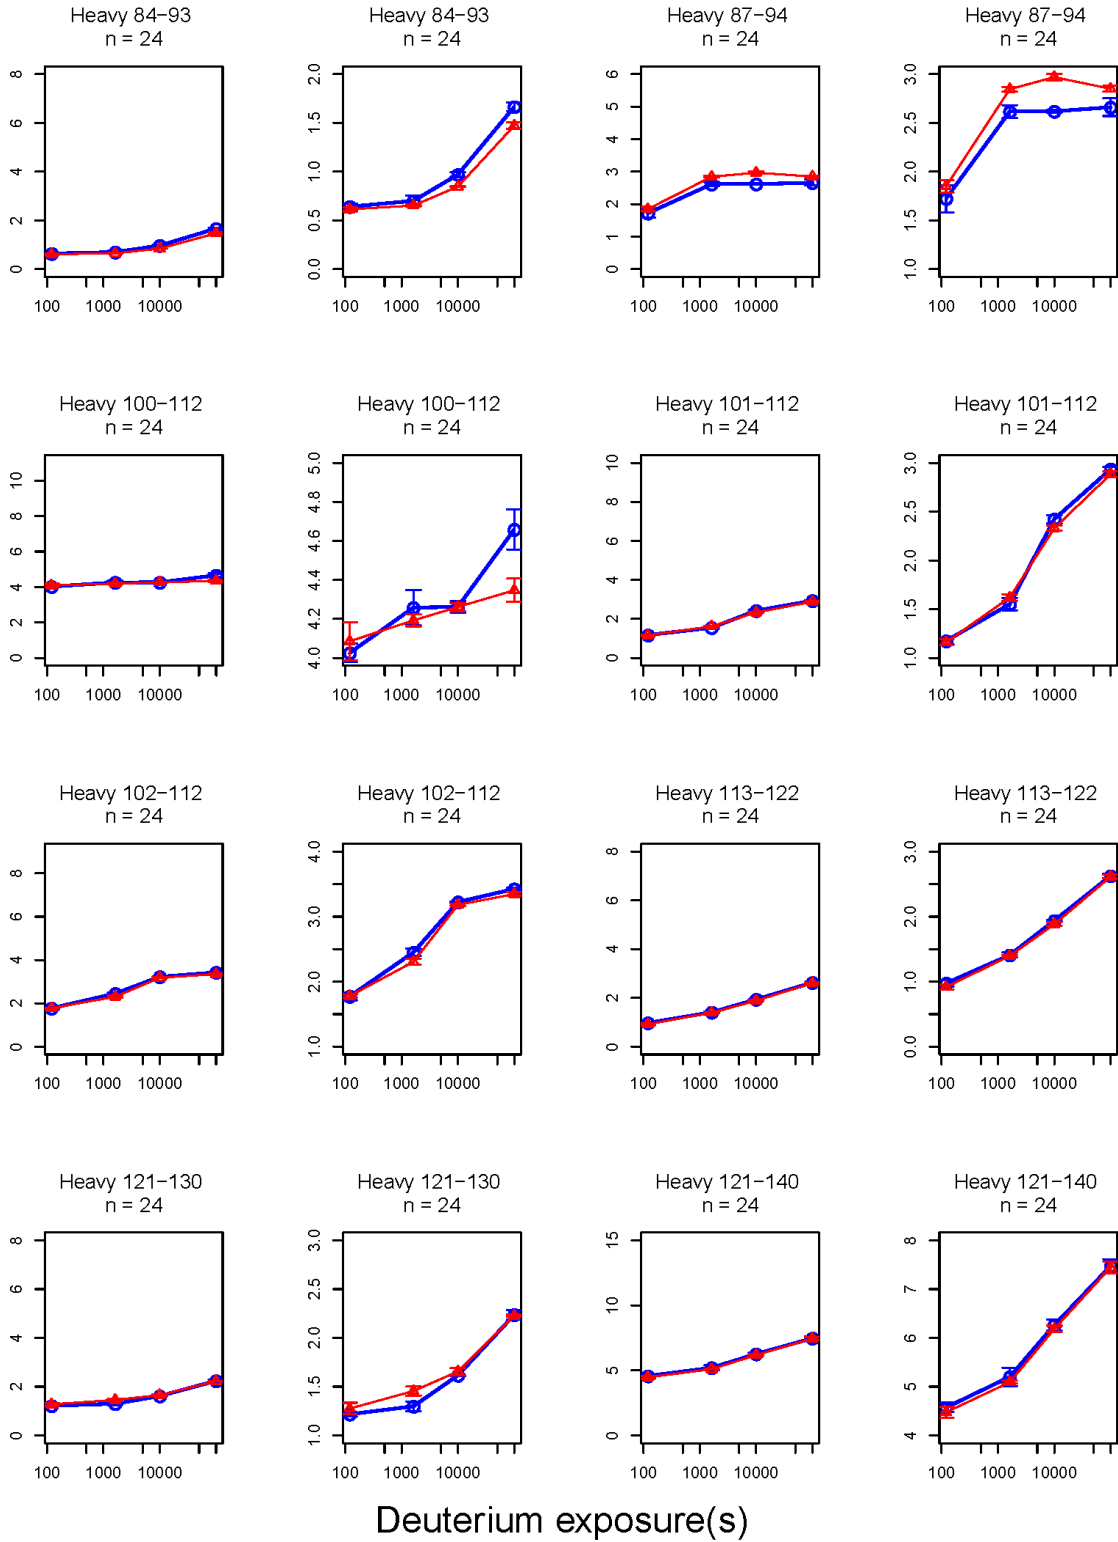 Heavy 84−93
n = 24
Heavy 84−93
n = 24
Heavy 87−94
n = 24
Heavy 87−94
n = 24
0 2 4 6 8
100 1000 10000
0.0 0.5 1.0 1.5 2.0
100 1000 10000
0 1 2 3 4 5 6
100 1000 10000
1.0 1.5 2.0 2.5 3.0
100 1000 10000
Heavy 100−112
n = 24
Heavy 100−112
n = 24
Heavy 101−112
n = 24
Heavy 101−112
n = 24
0 2 4 6 8 10
100 1000 10000
4.0 4.2 4.4 4.6 4.8 5.0
100 1000 10000
0 2 4 6 8 10
100 1000 10000
1.0 1.5 2.0 2.5 3.0
100 1000 10000
Heavy 102−112
n = 24
Heavy 102−112
n = 24
Heavy 113−122
n = 24
Heavy 113−122
n = 24
0 2 4 6 8
100 1000 10000
1.0 2.0 3.0 4.0
100 1000 10000
0 2 4 6 8
100 1000 10000
0.0 1.0 2.0 3.0
100 1000 10000
Heavy 121−130
n = 24
Heavy 121−130
n = 24
Heavy 121−140
n = 24
Heavy 121−140
n = 24
0 2 4 6 8
100 1000 10000
1.0 1.5 2.0 2.5 3.0
100 1000 10000
0 5 10 15
100 1000 10000
4 5 6 7 8
100 1000 10000
Deuterium exposure(s)